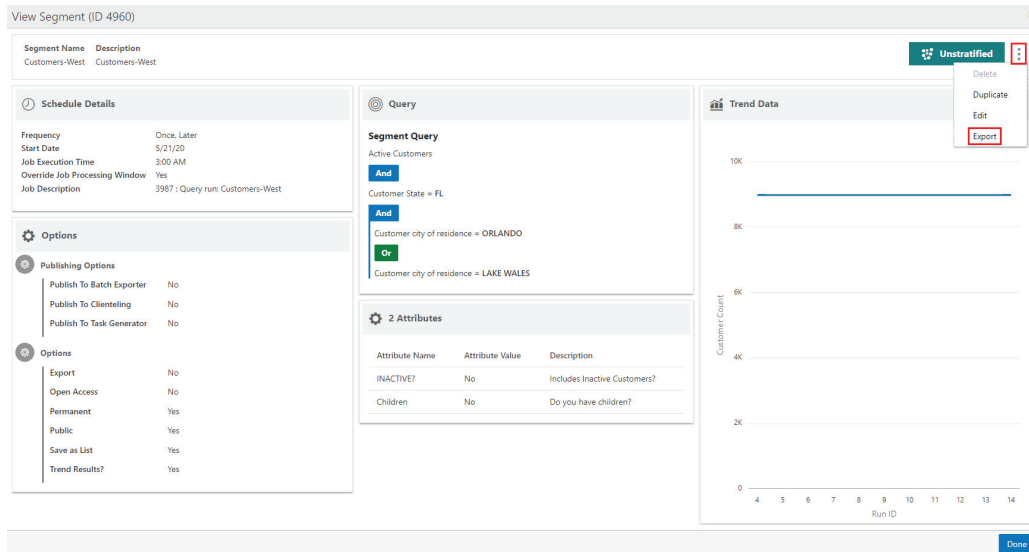 View Segment (ID 4960)
Segment Name Description
Customers-West Customers-West
Unstratified
Delete
Duplicate
Edit
Export
Schedule Details
Frequency Once, Later
Start Date 5/21/20
Job Execution Time 3:00 AM
Override Job Processing Window Yes
Job Description 3987 : Query run: Customers-West
Options
Publishing Options
Publish To Batch Exporter No
Publish To Clienteling No
Publish To Task Generator No
Options
Export No
Open Access No
Permanent Yes
Public Yes
Save as List Yes
Trend Results? Yes
Query
Segment Query
Active Customers
And
Customer State = FL
And
Customer city of residence = ORLANDO
Or
Customer city of residence = LAKE WALES
2 Attributes
Attribute Name Attribute Value Description
INACTIVE? No Includes Inactive Customers?
Children No Do you have children?
Trend Data
10K
8K
6K
4K
2K
0
Customer Count
4 5 6 7 8 9 10 11 12 13 14
Run ID
Done